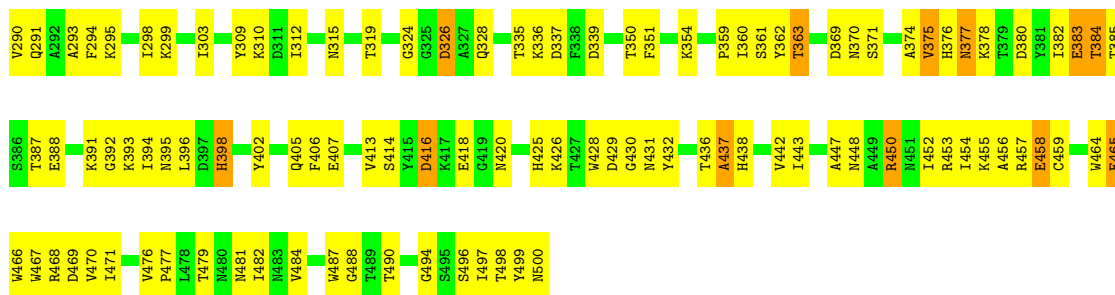 V290 Q291 A292 A293 F294 K295 I298 K299 I303 Y309 K310 D311 I312 N315 T319 G324 G325 D326 A327 Q328 T335 K336 D337 F338 D339 T350 F351 K354 P359 I360 S361 Y362 T363 D369 N370 S371 A374 V375 H376 N377 K378 T379 D380 Y381 I382 E383 T384 T385
S386 T387 E388 K391 G392 K393 I394 N395 L396 D397 H398 Y402 Q405 F406 E407 V413 S414 Y415 D416 K417 E418 G419 N420 H425 K426 T427 W428 D429 G430 N431 Y432 T436 A437 H438 V442 I443 A447 N448 A449 R450 N451 I452 R453 I454 K455 A456 R457 E458 C459 W464 E465
W466 W467 R468 D469 V470 I471 V476 P477 L478 T479 N480 N481 I482 N483 V484 W487 G488 T489 T490 G494 S495 S496 I497 T498 Y499 N500